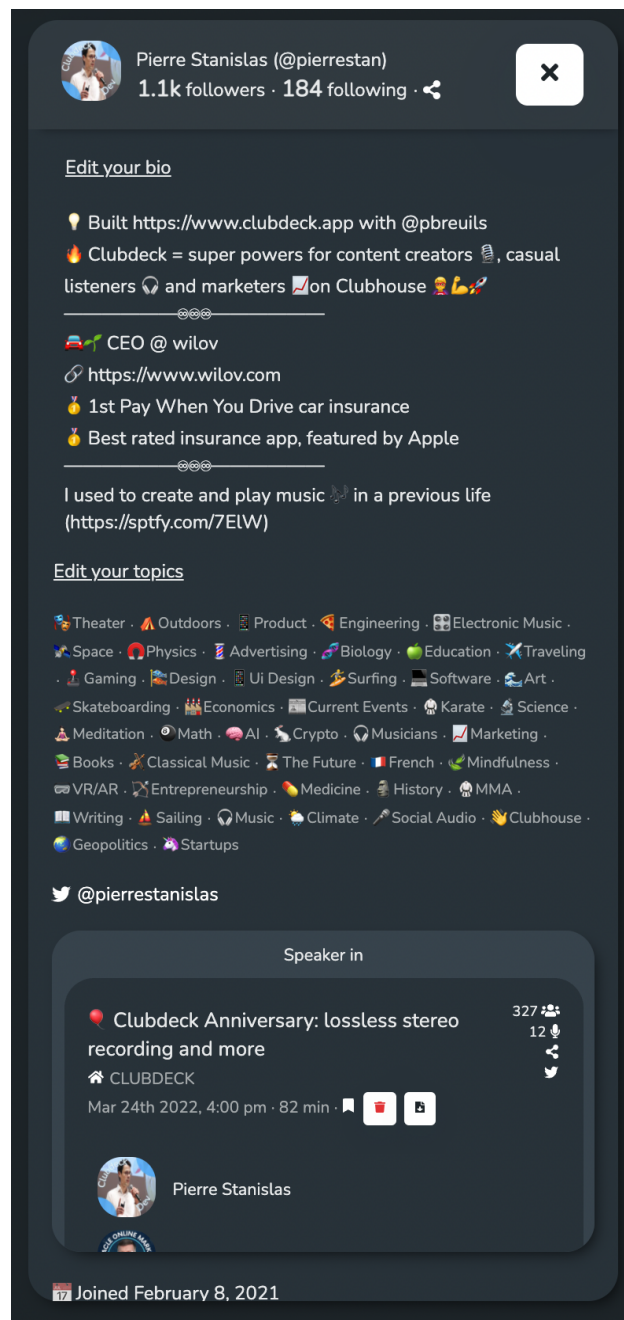 Pierre Stanislas (@pierrestan)
1.1k followers · 184 following ·
Edit your bio
💡 Built https://www.clubdeck.app with @pbreuils
🔥 Clubdeck = super powers for content creators 🎙, casual
listeners 🎧 and marketers 📈on Clubhouse 👨‍🚀💪🚀
————————♾♾♾————————
🚘🌱 CEO @ wilov
🔗 https://www.wilov.com
🥇 1st Pay When You Drive car insurance
🥇 Best rated insurance app, featured by Apple
————————♾♾♾————————
I used to create and play music 🎶 in a previous life
(https://sptfy.com/7ElW)
Edit your topics
🎭Theater · ⛺Outdoors · 📱Product · 🍕Engineering · 🎛Electronic Music ·
🛰Space · 🧲Physics · 💈Advertising · 🧬Biology · 🍏Education · ✈️Traveling
· 🕹Gaming · 🎏Design · 📱Ui Design · 🏄Surfing · 💻Software · 🌊Art ·
🛹Skateboarding · 🏭Economics · 📰Current Events · 🥋Karate · 🔬Science ·
🧘Meditation · 🎱Math · 🧠AI · 🐇Crypto · 🎧Musicians · 📈Marketing ·
📚Books · 🎻Classical Music · ⏳The Future · 🇫🇷French · 🌿Mindfulness ·
🥽VR/AR · 🏹Entrepreneurship · 💊Medicine · 🗿History · 🥋MMA ·
📖Writing · ⛵Sailing · 🎧Music · 🌦Climate · 🎤Social Audio · 👋Clubhouse ·
🌏Geopolitics · 🦄Startups
@pierrestanislas
Speaker in
🎈 Clubdeck Anniversary: lossless stereo
recording and more
327
12
CLUBDECK
Mar 24th 2022, 4:00 pm · 82 min ·
Pierre Stanislas
📅 Joined February 8, 2021